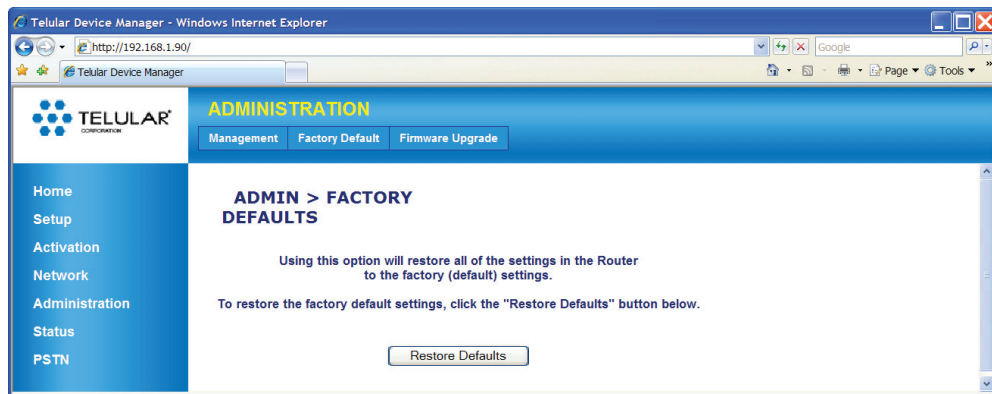 Telular Device Manager - Windows Internet Explorer
http://192.168.1.90/
Google
Telular Device Manager
Page
Tools
»
TELULAR
CORPORATION
ADMINISTRATION
Management Factory Default Firmware Upgrade
Home
Setup
Activation
Network
Administration
Status
PSTN
ADMIN > FACTORY
DEFAULTS
Using this option will restore all of the settings in the Router
to the factory (default) settings.
To restore the factory default settings, click the "Restore Defaults" button below.
Restore Defaults